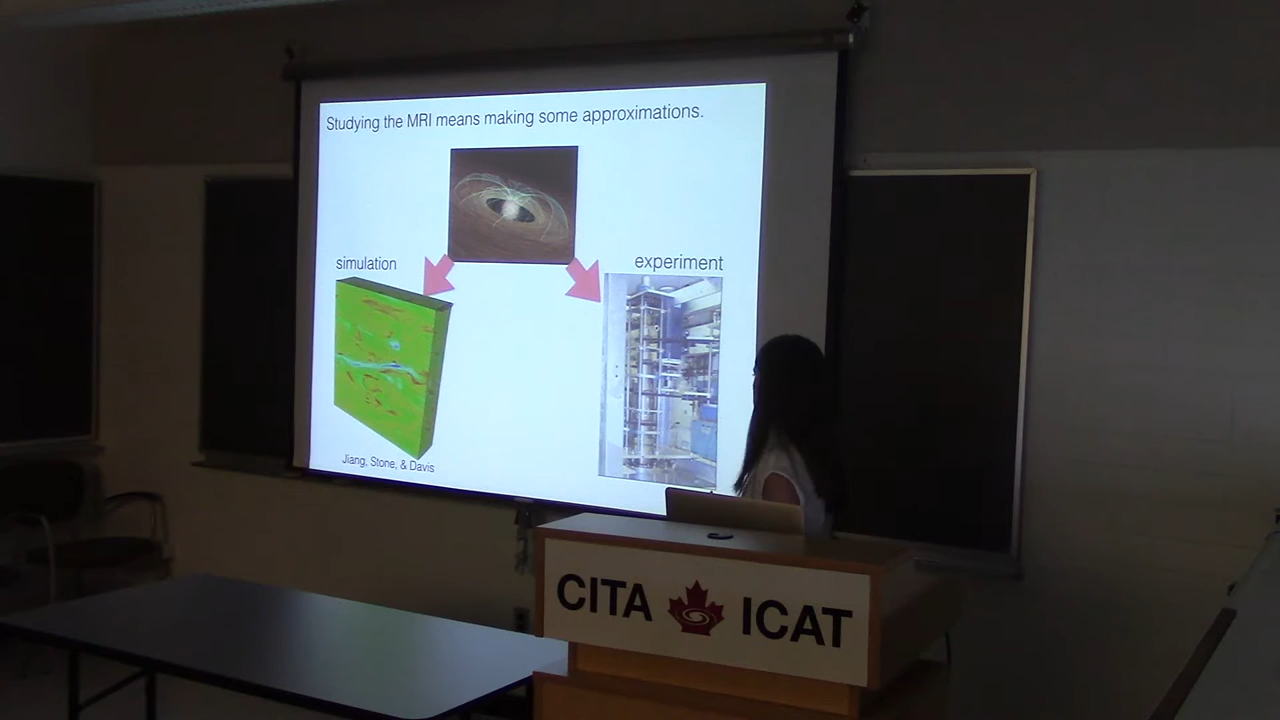 Studying the MRI means making some approximations.
simulation
experiment
Jiang, Stone, & Davis
CITA ICAT